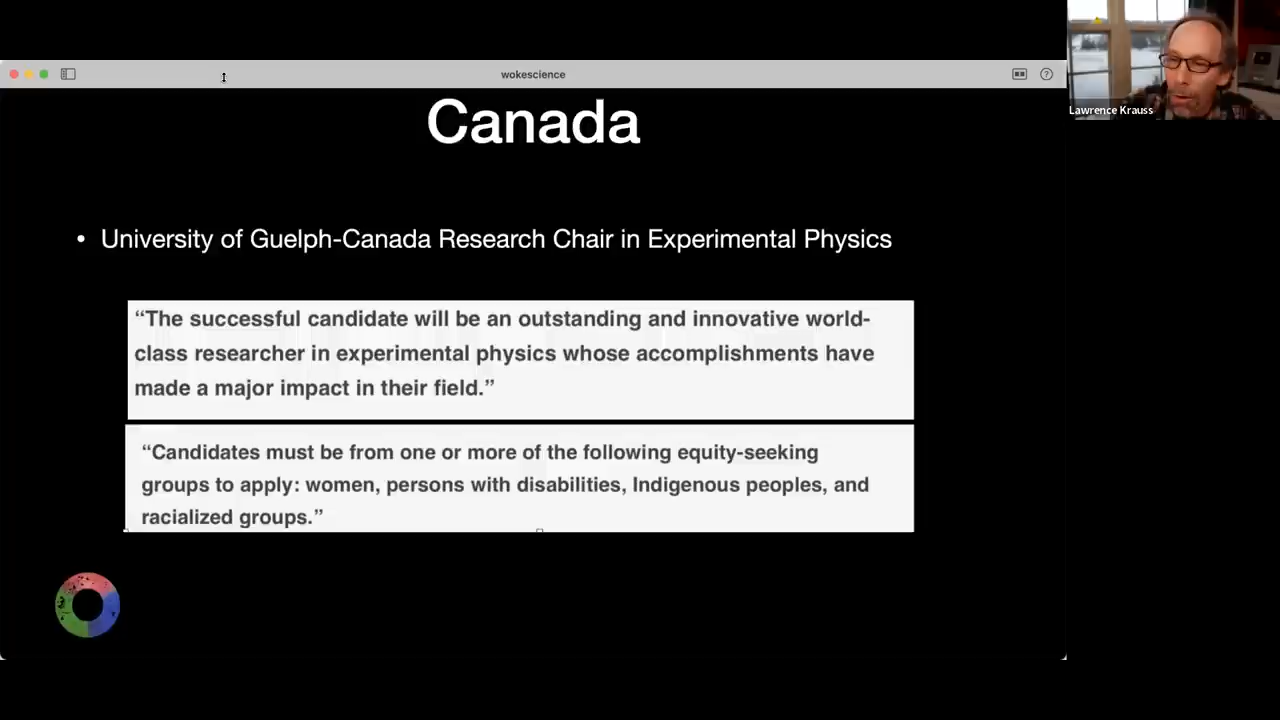 wokescience
Lawrence Krauss
Canada
• University of Guelph-Canada Research Chair in Experimental Physics
“The successful candidate will be an outstanding and innovative world-
class researcher in experimental physics whose accomplishments have
made a major impact in their field.”
“Candidates must be from one or more of the following equity-seeking
groups to apply: women, persons with disabilities, Indigenous peoples, and
racialized groups.”